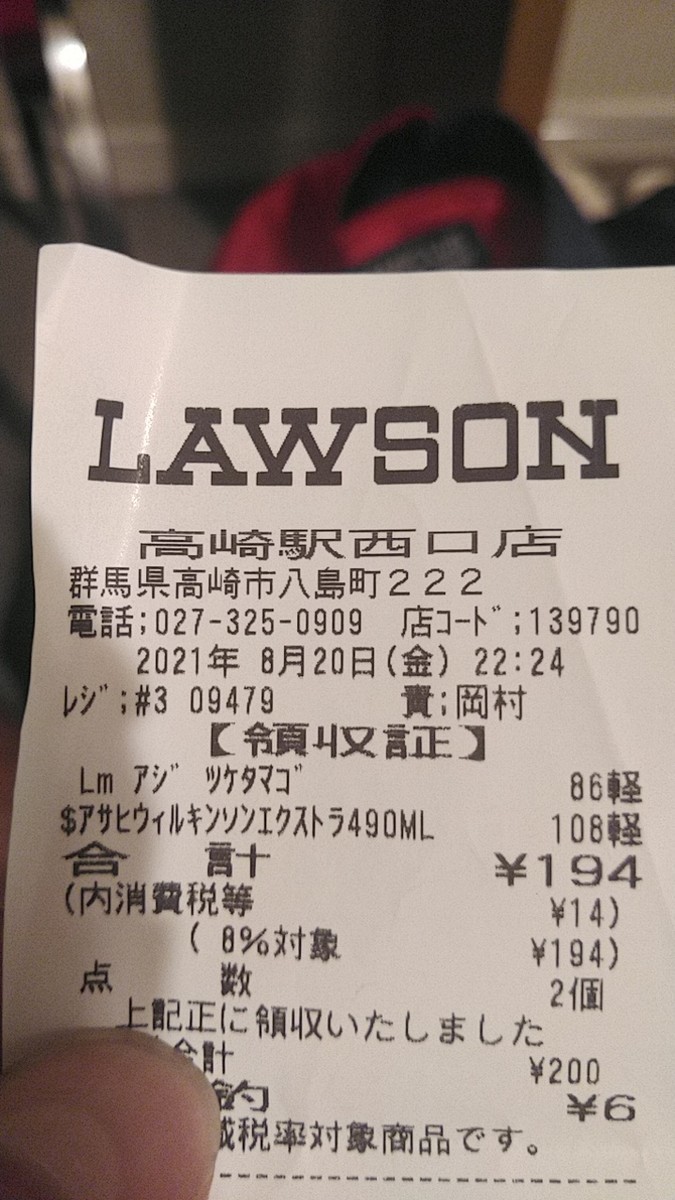 LAWSON
高崎駅西口店
群馬県高崎市八島町222
電話;027-325-0909 店コード;139790
2021年 8月20日(金) 22:24
レジ;#3 09479 責;岡村
【領収証】
Lm アジ ツケタマゴ 86軽
$アサヒウィルキンソンエクストラ490ML 108軽
合 計 ¥194
(内消費税等 ¥14)
( 8%対象 ¥194)
点 数 2個
上記正に領収いたしました
合計 ¥200
釣 ¥6
減税率対象商品です。